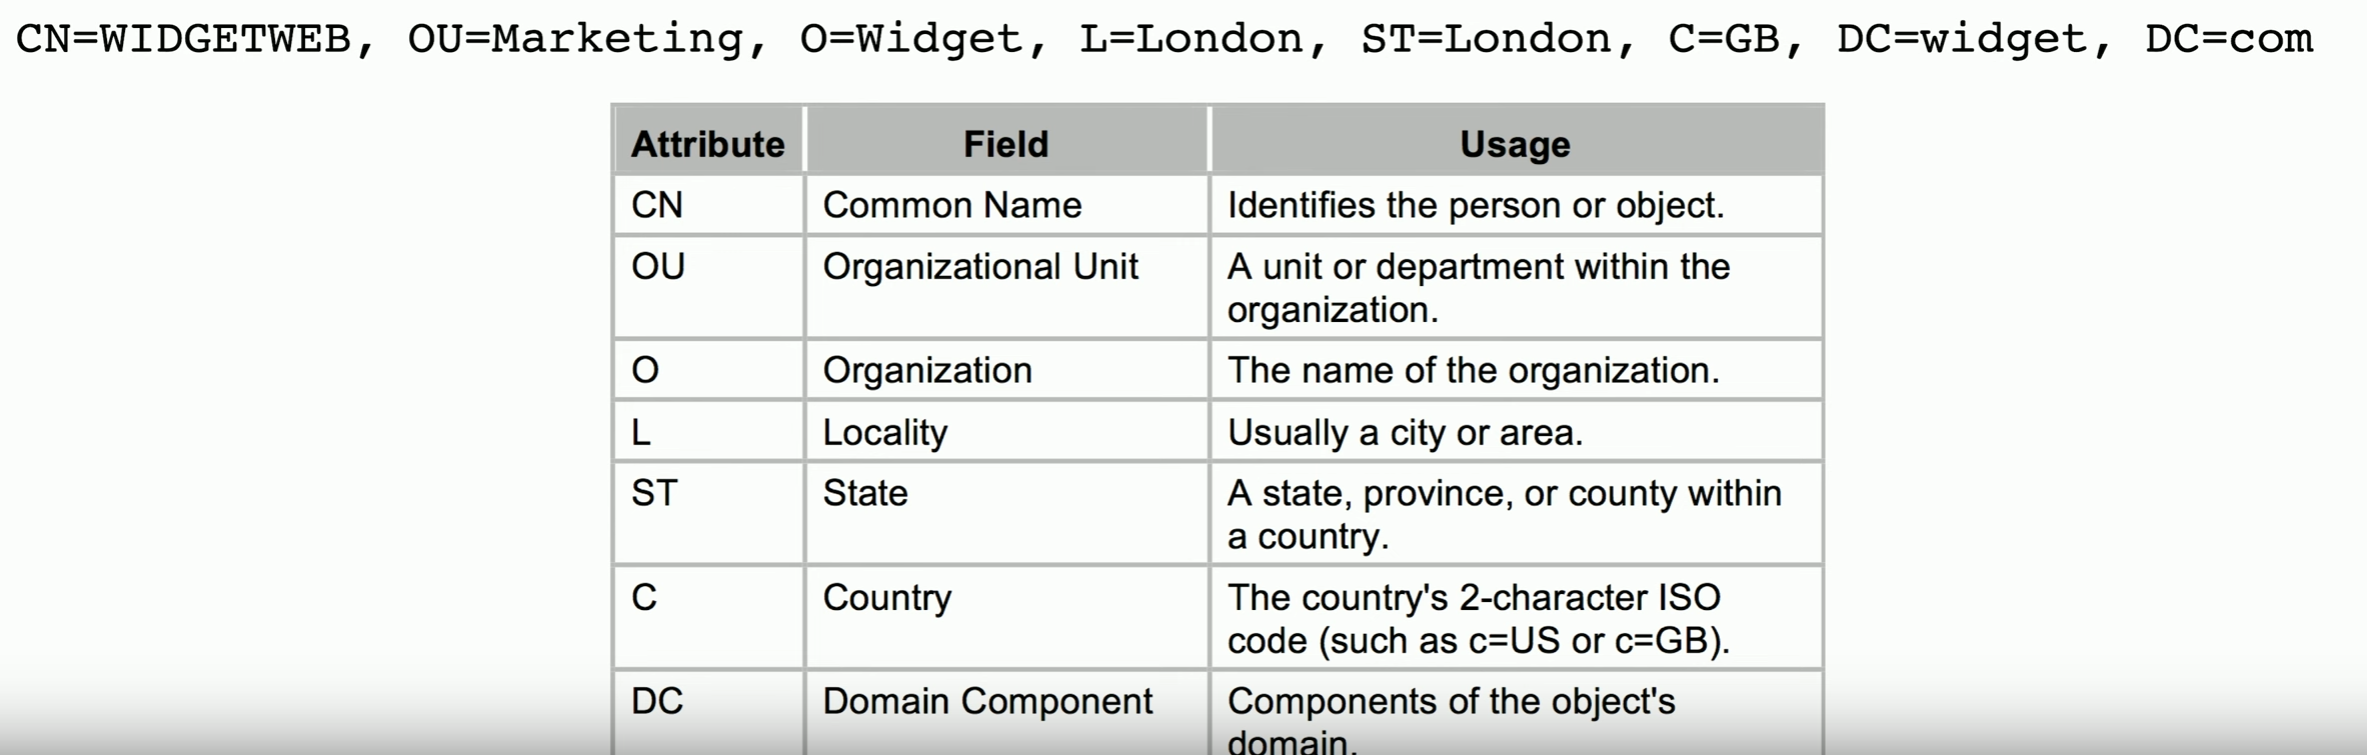 CN=WIDGETWEB, OU=Marketing, O=Widget, L=London, ST=London, C=GB, DC=widget, DC=com
Attribute Field Usage
CN Common Name Identifies the person or object.
OU Organizational Unit A unit or department within the
organization.
O Organization The name of the organization.
L Locality Usually a city or area.
ST State A state, province, or county within
a country.
C Country The country's 2-character ISO
code (such as c=US or c=GB).
DC Domain Component Components of the object's
domain.